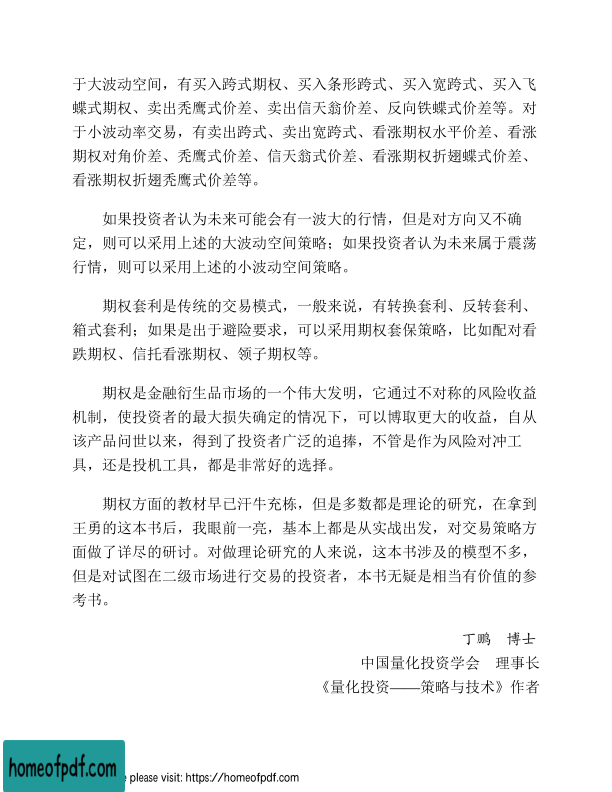 于大波动空间，有买入跨式期权、买入条形跨式、买入宽跨式、买入飞
蝶式期权、卖出秃鹰式价差、卖出信天翁价差、反向铁蝶式价差等。对
于小波动率交易，有卖出跨式、卖出宽跨式、看涨期权水平价差、看涨
期权对角价差、秃鹰式价差、信天翁式价差、看涨期权折翅蝶式价差、
看涨期权折翅秃鹰式价差等。
如果投资者认为未来可能会有一波大的行情，但是对方向又不确
定，则可以采用上述的大波动空间策略；如果投资者认为未来属于震荡
行情，则可以采用上述的小波动空间策略。
期权套利是传统的交易模式，一般来说，有转换套利、反转套利、
箱式套利；如果是出于避险要求，可以采用期权套保策略，比如配对看
跌期权、信托看涨期权、领子期权等。
期权是金融衍生品市场的一个伟大发明，它通过不对称的风险收益
机制，使投资者的最大损失确定的情况下，可以博取更大的收益，自从
该产品问世以来，得到了投资者广泛的追捧，不管是作为风险对冲工
具，还是投机工具，都是非常好的选择。
期权方面的教材早已汗牛充栋，但是多数都是理论的研究，在拿到
王勇的这本书后，我眼前一亮，基本上都是从实战出发，对交易策略方
面做了详尽的研讨。对做理论研究的人来说，这本书涉及的模型不多，
但是对试图在二级市场进行交易的投资者，本书无疑是相当有价值的参
考书。
丁鹏　博士
中国量化投资学会　理事长
《量化投资——策略与技术》作者
homeofpdf.com
e please visit: https://homeofpdf.com